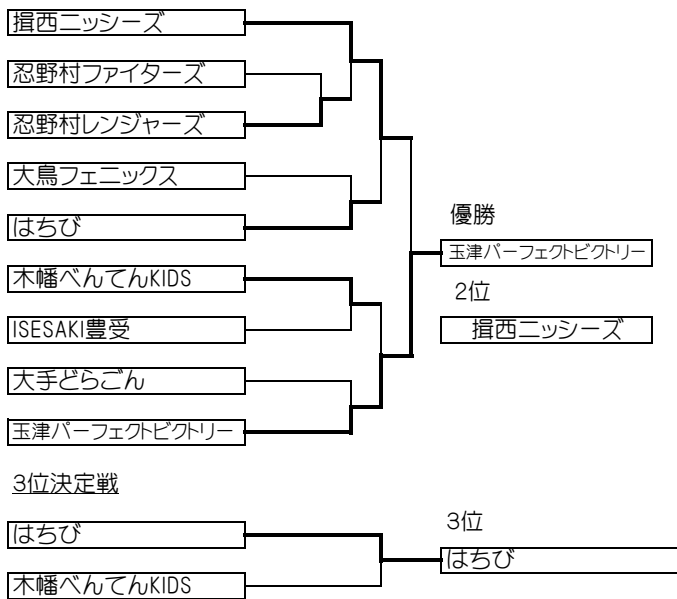 揖西ニッシーズ
忍野村ファイターズ
忍野村レンジャーズ
大鳥フェニックス
はちび
優勝
玉津パーフェクトビクトリー
木幡べんてんKIDS
2位
ISESAKI豊受
揖西ニッシーズ
大手どらごん
玉津パーフェクトビクトリー
3位決定戦
はちび
3位
はちび
木幡べんてんKIDS